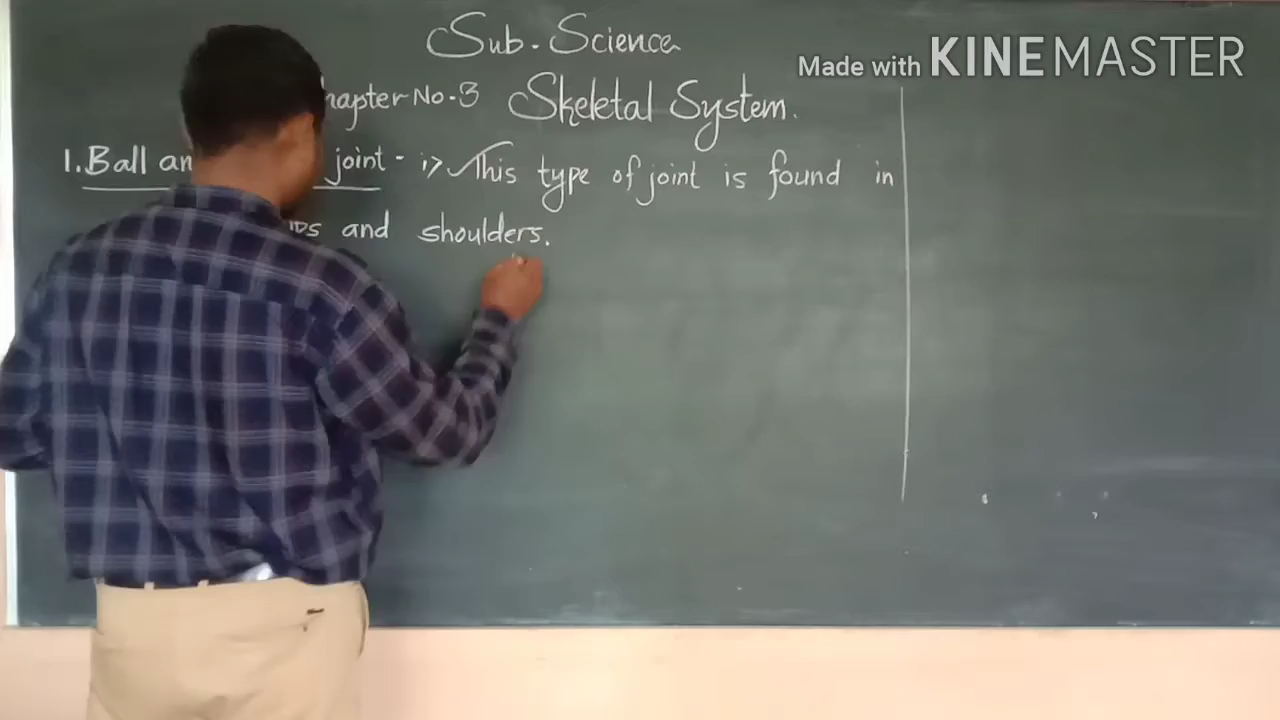 Sub. Science
Made with KINEMASTER
hapter No. 3 Skeletal System.
1. Ball an joint - i> This type of joint is found in
and shoulders.